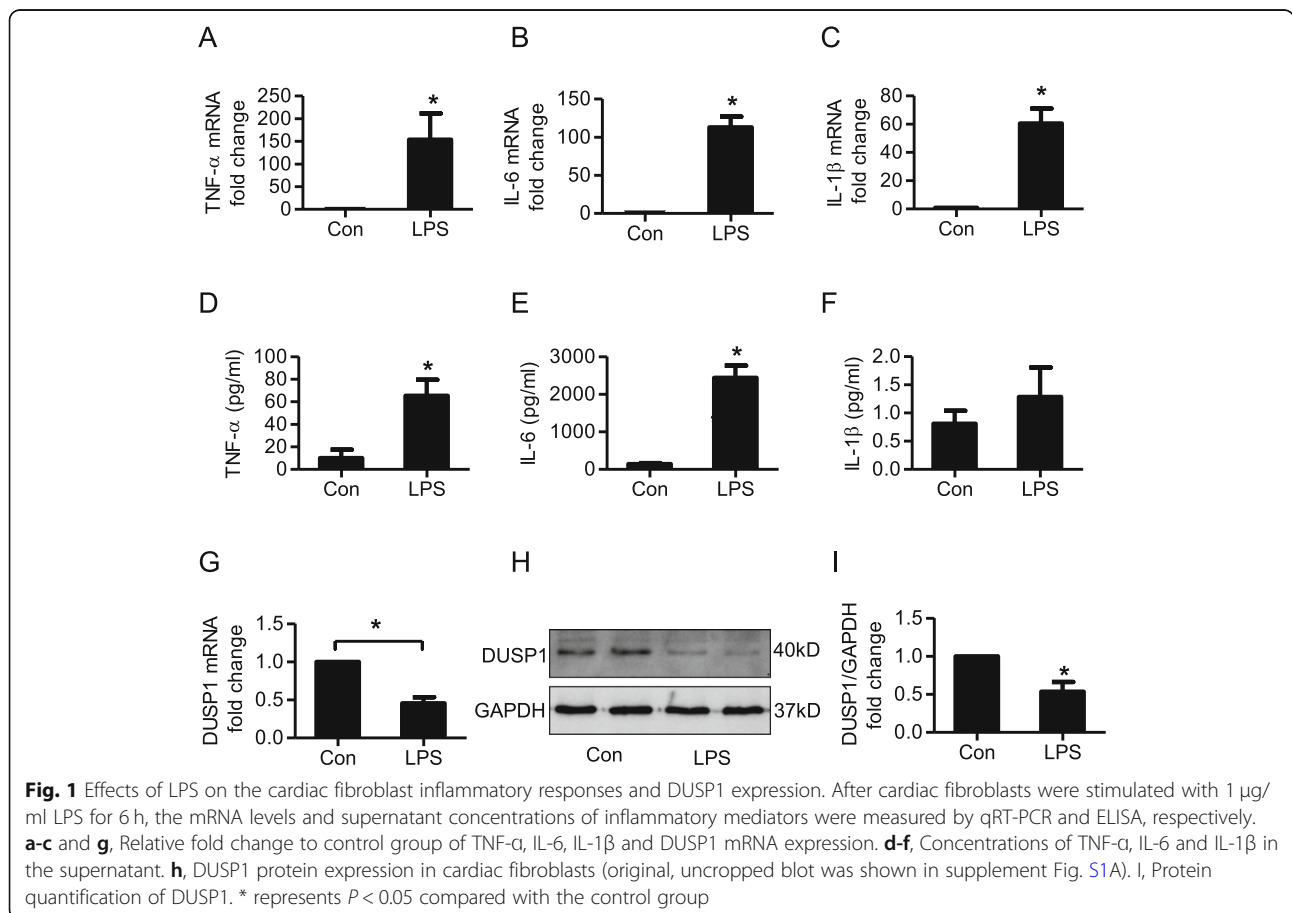 A
B
C
TNF-α mRNA
fold change
250
200
150
100
50
0
*
Con
LPS
IL-6 mRNA
fold change
150
100
50
0
*
Con
LPS
IL-1β mRNA
fold change
80
60
40
20
0
*
Con
LPS
D
E
F
TNF-α (pg/ml)
100
80
60
40
20
0
*
Con
LPS
IL-6 (pg/ml)
3000
2000
1000
0
*
Con
LPS
IL-1β (pg/ml)
2.0
1.5
1.0
0.5
0.0
Con
LPS
G
H
I
DUSP1 mRNA
fold change
1.5
1.0
0.5
0.0
*
Con
LPS
DUSP1
40kD
GAPDH
37kD
Con
LPS
DUSP1/GAPDH
fold change
1.5
1.0
0.5
0.0
*
Con
LPS
Fig. 1 Effects of LPS on the cardiac fibroblast inflammatory responses and DUSP1 expression. After cardiac fibroblasts were stimulated with 1 μg/
ml LPS for 6 h, the mRNA levels and supernatant concentrations of inflammatory mediators were measured by qRT-PCR and ELISA, respectively.
a-c and g, Relative fold change to control group of TNF-α, IL-6, IL-1β and DUSP1 mRNA expression. d-f, Concentrations of TNF-α, IL-6 and IL-1β in
the supernatant. h, DUSP1 protein expression in cardiac fibroblasts (original, uncropped blot was shown in supplement Fig. S1A). I, Protein
quantification of DUSP1. * represents P < 0.05 compared with the control group